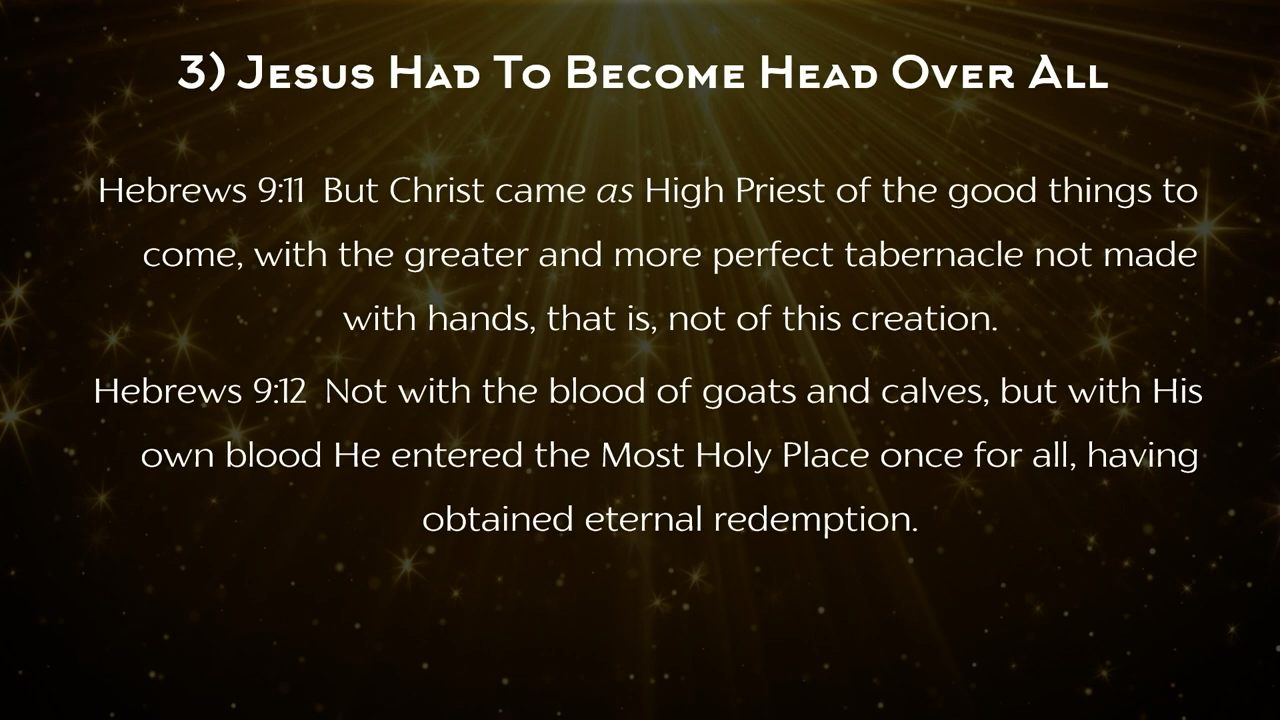 3) Jesus Had To Become Head Over All
Hebrews 9:11 But Christ came as High Priest of the good things to
come, with the greater and more perfect tabernacle not made
with hands, that is, not of this creation.
Hebrews 9:12 Not with the blood of goats and calves, but with His
own blood He entered the Most Holy Place once for all, having
obtained eternal redemption.